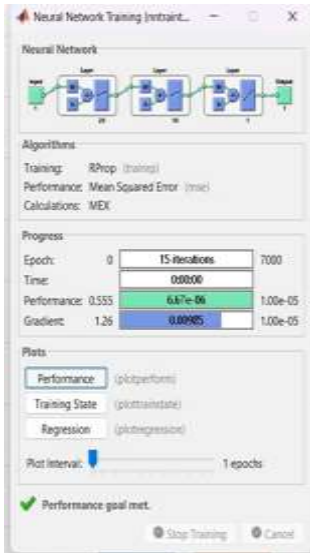 Neural Network Training (nntraint...
Neural Network
Input Layer Layer Layer Output
W W W
b b b
20 10 1
Algorithms
Training: RProp (trainrp)
Performance: Mean Squared Error (mse)
Calculations: MEX
Progress
Epoch: 0 15 iterations 7000
Time: 0:00:00
Performance: 0.555 6.67e-06 1.00e-05
Gradient: 1.26 0.00985 1.00e-05
Plots
Performance (plotperform)
Training State (plottrainstate)
Regression (plotregression)
Plot Interval: 1 epochs
Performance goal met.
Stop Training Cancel